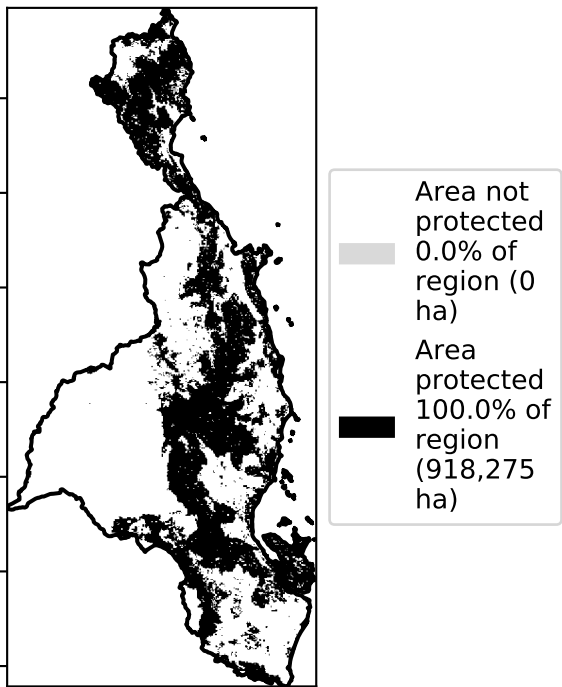 Area not
protected
0.0% of
region (0
ha)
Area
protected
100.0% of
region
(918,275
ha)